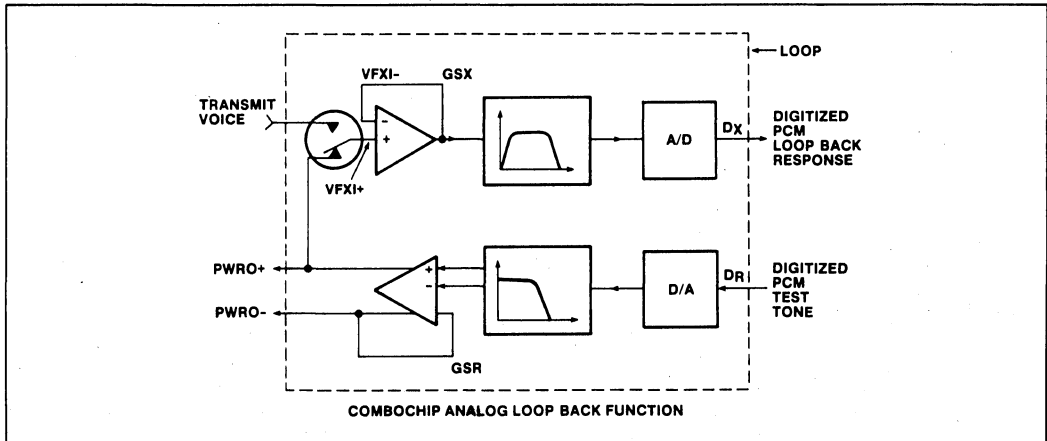 LOOP
VFXI-
GSX
TRANSMIT
VOICE
-
+
VFXI+
A/D
DX
DIGITIZED
PCM
LOOP BACK
RESPONSE
PWRO+
PWRO-
+
-
GSR
D/A
DR
DIGITIZED
PCM
TEST
TONE
COMBOCHIP ANALOG LOOP BACK FUNCTION